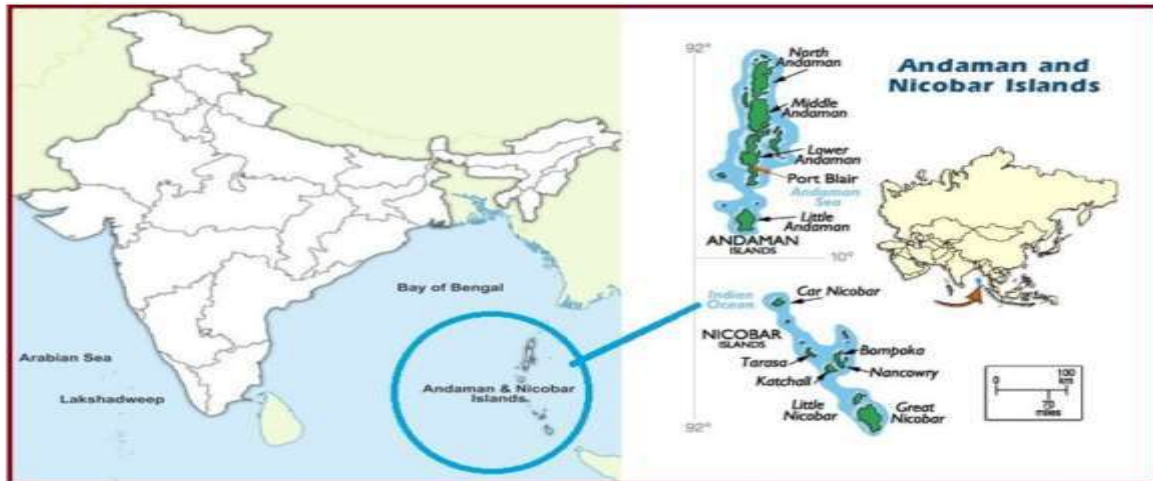 Bay of Bengal
Arabian Sea
Lakshadweep
Andaman & Nicobar
Islands
Andaman and
Nicobar Islands
92°
North
Andaman
Middle
Andaman
Lower
Andaman
Port Blair
Andaman
Sea
Little
Andaman
ANDAMAN
ISLANDS
10°
Indian
Ocean
Car Nicobar
NICOBAR
ISLANDS
Tarasa
Bompoka
Katchall
Nancowry
Little
Nicobar
Great
Nicobar
92°
0
100
km
70
miles